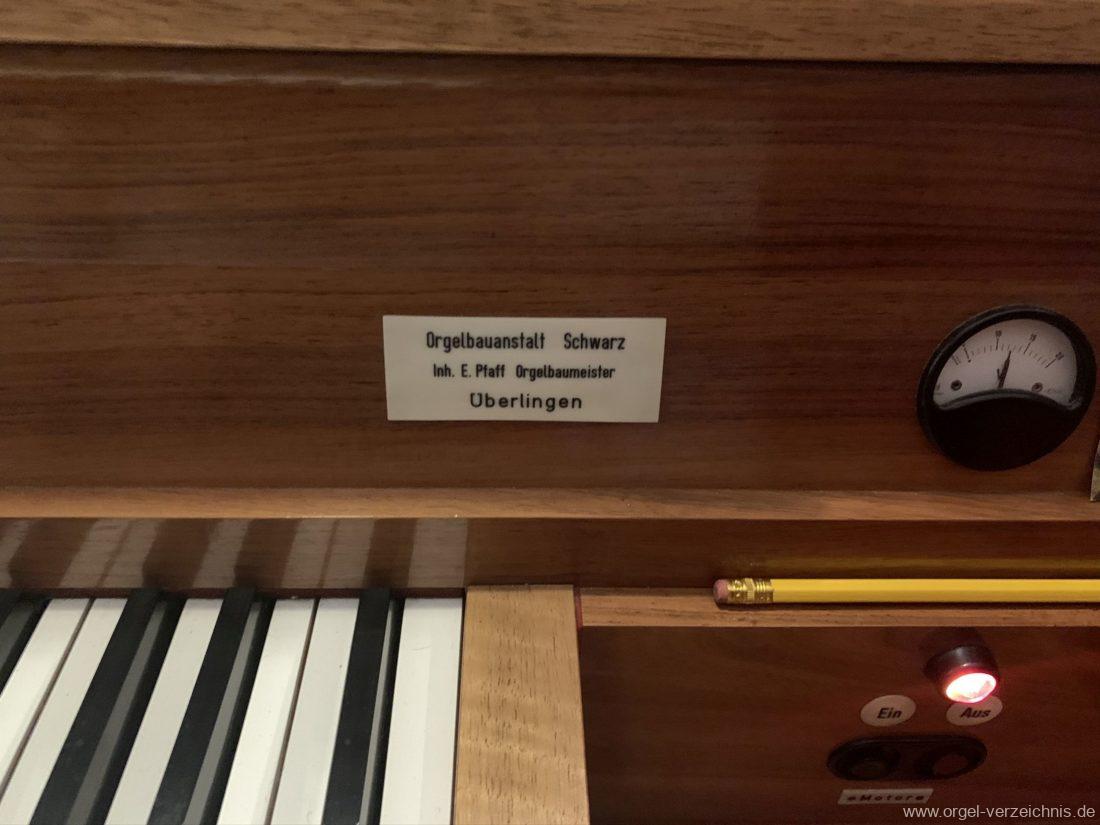 Orgelbauanstalt Schwarz
Inh. E. Pfaff Orgelbaumeister
Überlingen
Ein
Aus
Motore
www.orgel-verzeichnis.de